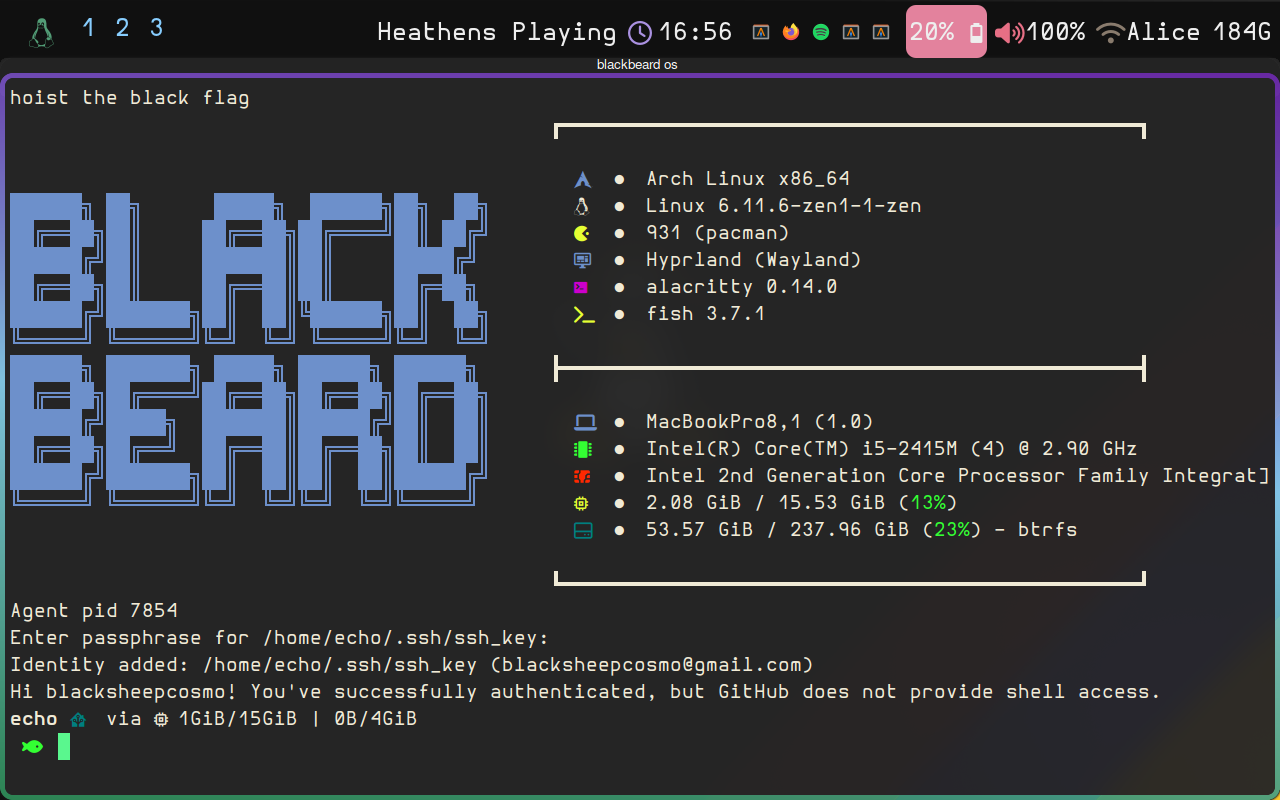 1 2 3 Heathens Playing 16:56 20% 100% Alice 184G
blackbeard os
hoist the black flag
BLACK
BEARD
● Arch Linux x86_64
● Linux 6.11.6-zen1-1-zen
● 931 (pacman)
● Hyprland (Wayland)
● alacritty 0.14.0
● fish 3.7.1
● MacBookPro8,1 (1.0)
● Intel(R) Core(TM) i5-2415M (4) @ 2.90 GHz
● Intel 2nd Generation Core Processor Family Integrat]
● 2.08 GiB / 15.53 GiB (13%)
● 53.57 GiB / 237.96 GiB (23%) - btrfs
Agent pid 7854
Enter passphrase for /home/echo/.ssh/ssh_key:
Identity added: /home/echo/.ssh/ssh_key (blacksheepcosmo@gmail.com)
Hi blacksheepcosmo! You've successfully authenticated, but GitHub does not provide shell access.
echo via 1GiB/15GiB | 0B/4GiB